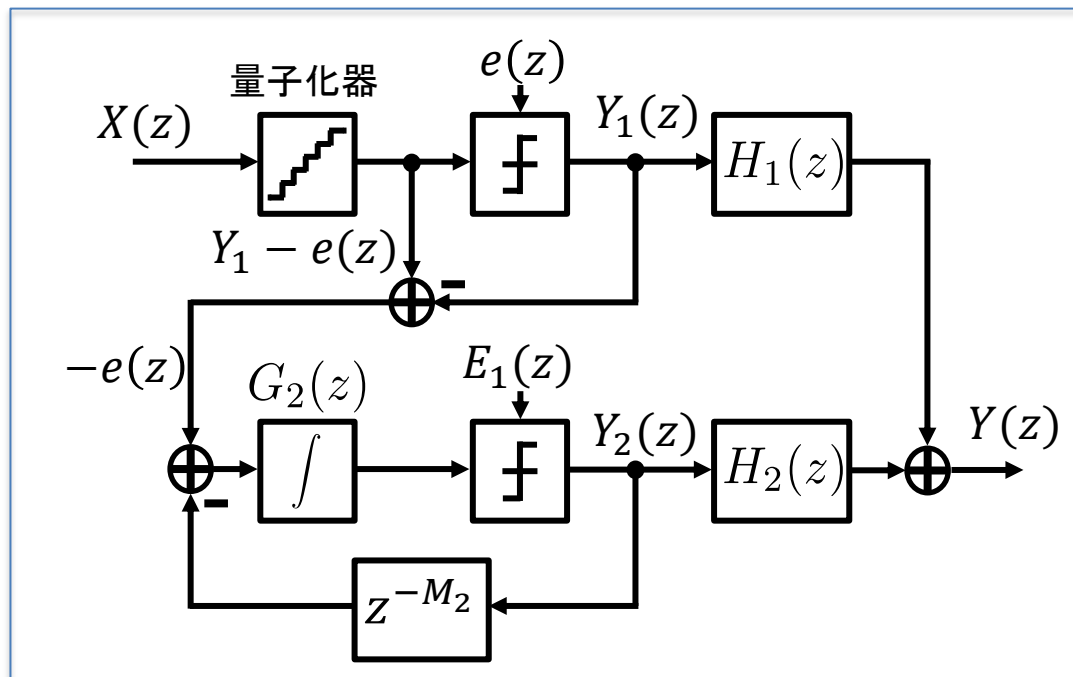 量子化器
e(z)
X(z)
Y₁(z)
H₁(z)
Y₁ − e(z)
−e(z)
G₂(z)
E₁(z)
∫
Y₂(z)
H₂(z)
Y(z)
z^{−M₂}